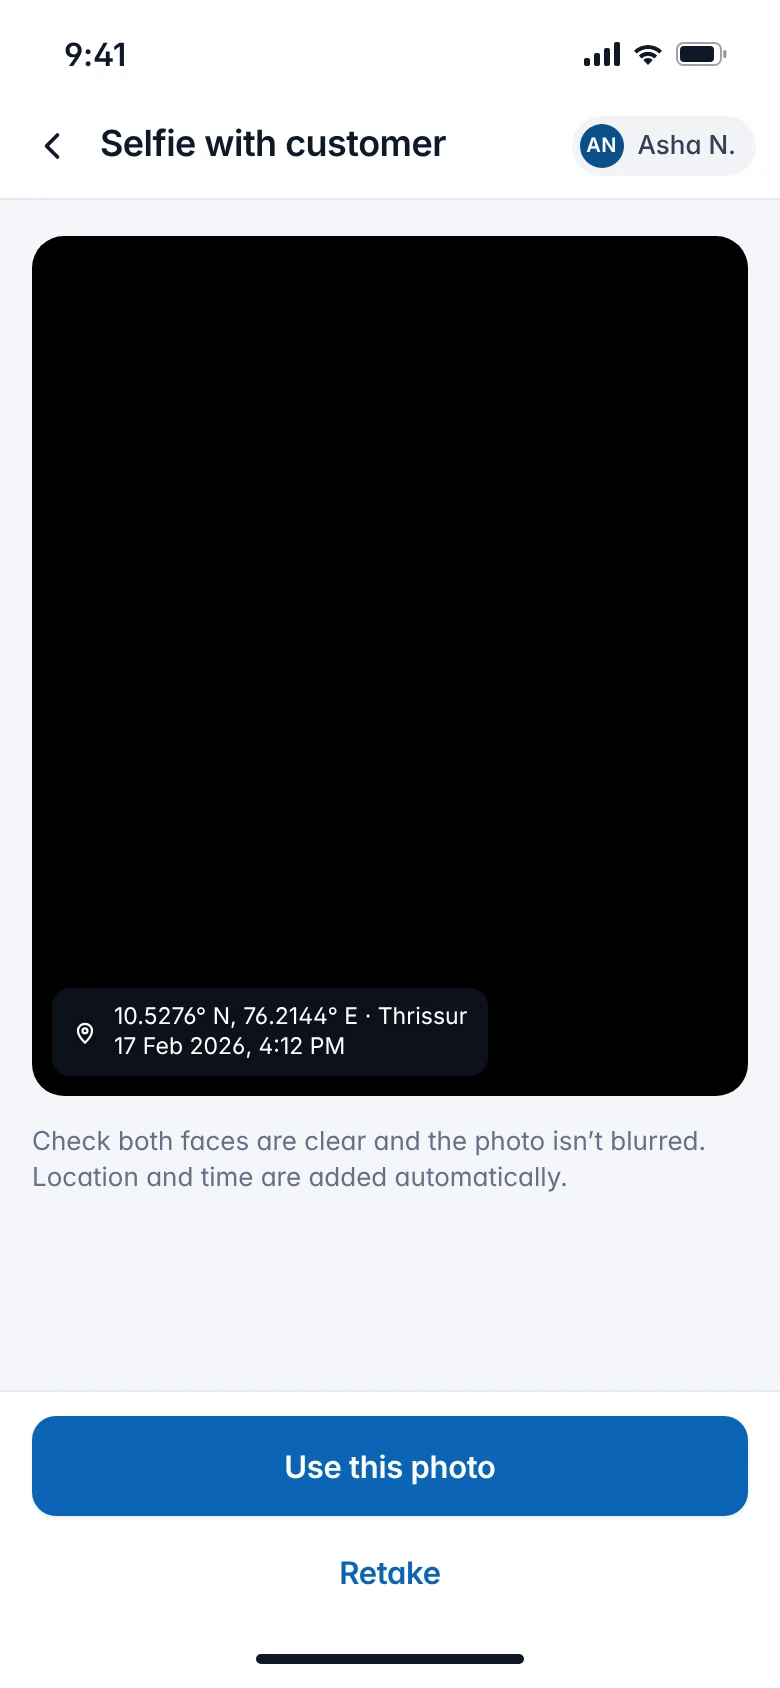 9:41
Selfie with customer
AN
Asha N.
10.5276° N, 76.2144° E · Thrissur
17 Feb 2026, 4:12 PM
Check both faces are clear and the photo isn’t blurred.
Location and time are added automatically.
Use this photo
Retake